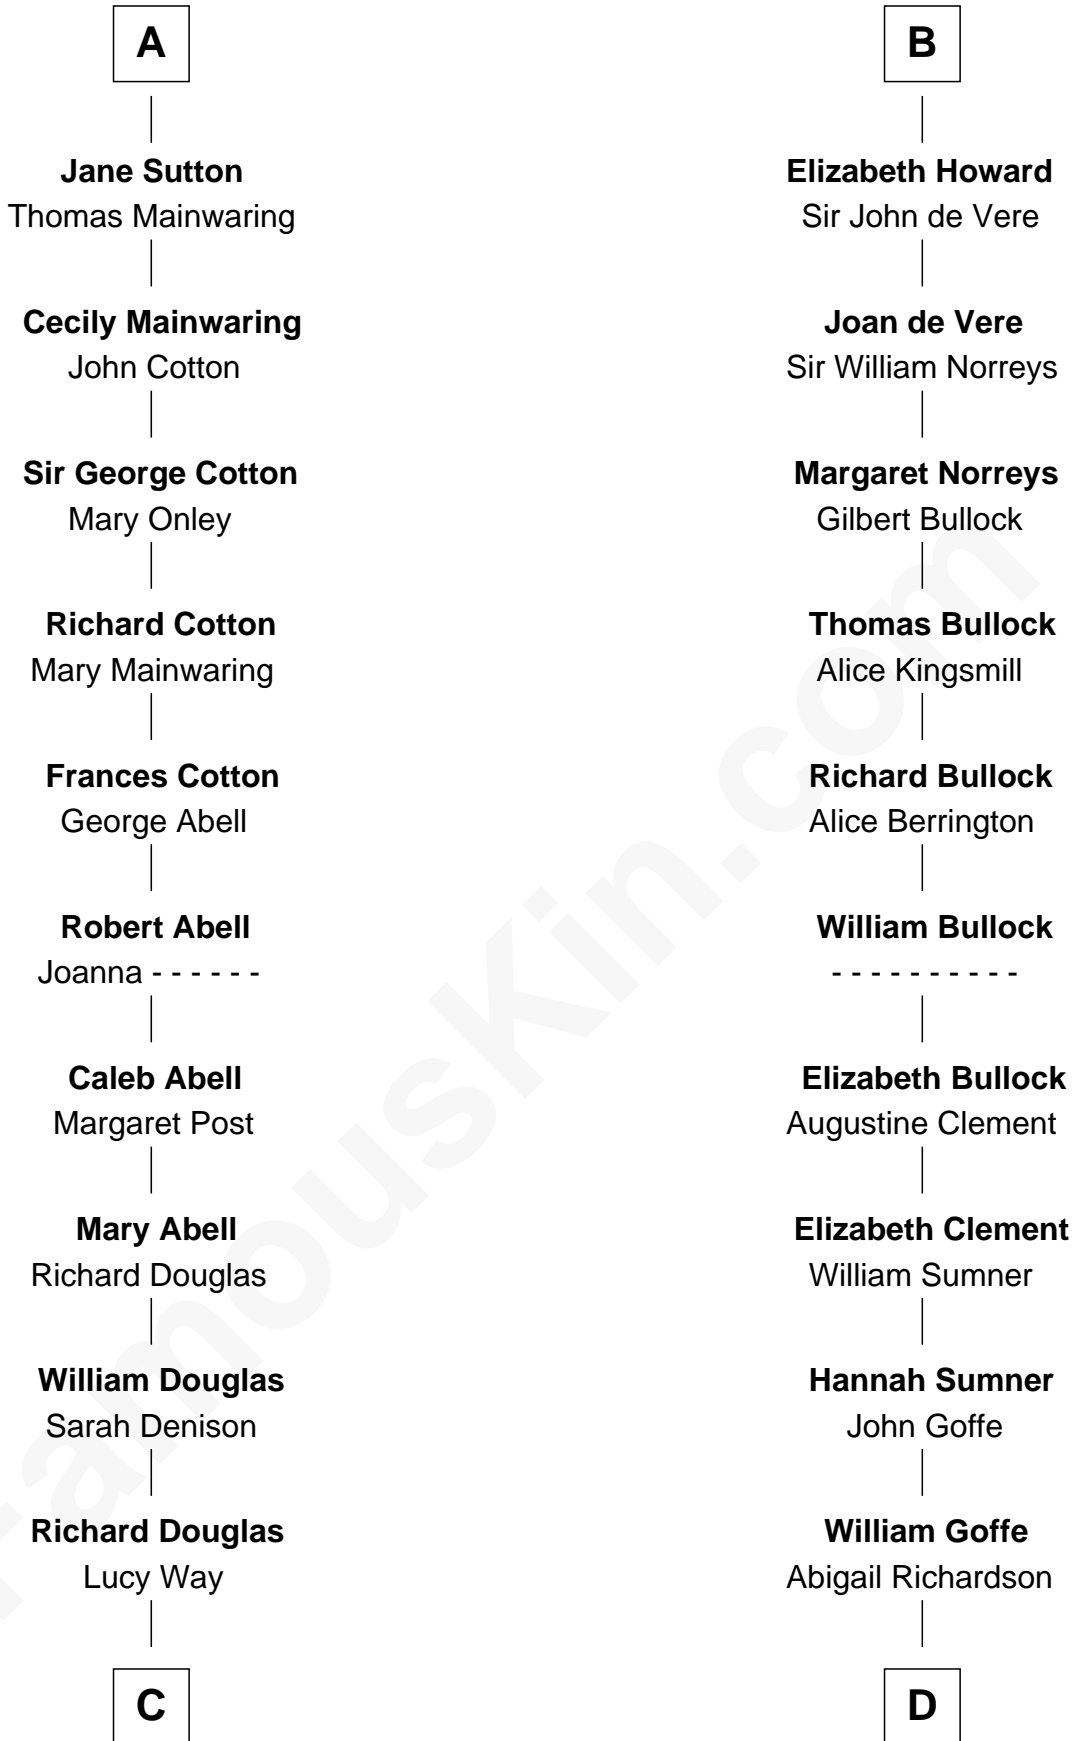 A
Jane Sutton
Thomas Mainwaring
Cecily Mainwaring
John Cotton
Sir George Cotton
Mary Onley
Richard Cotton
Mary Mainwaring
Frances Cotton
George Abell
Robert Abell
Joanna - - - - - -
Caleb Abell
Margaret Post
Mary Abell
Richard Douglas
William Douglas
Sarah Denison
Richard Douglas
Lucy Way
C
B
Elizabeth Howard
Sir John de Vere
Joan de Vere
Sir William Norreys
Margaret Norreys
Gilbert Bullock
Thomas Bullock
Alice Kingsmill
Richard Bullock
Alice Berrington
William Bullock
- - - - - - - - - -
Elizabeth Bullock
Augustine Clement
Elizabeth Clement
William Sumner
Hannah Sumner
John Goffe
William Goffe
Abigail Richardson
D
FamousKin.com